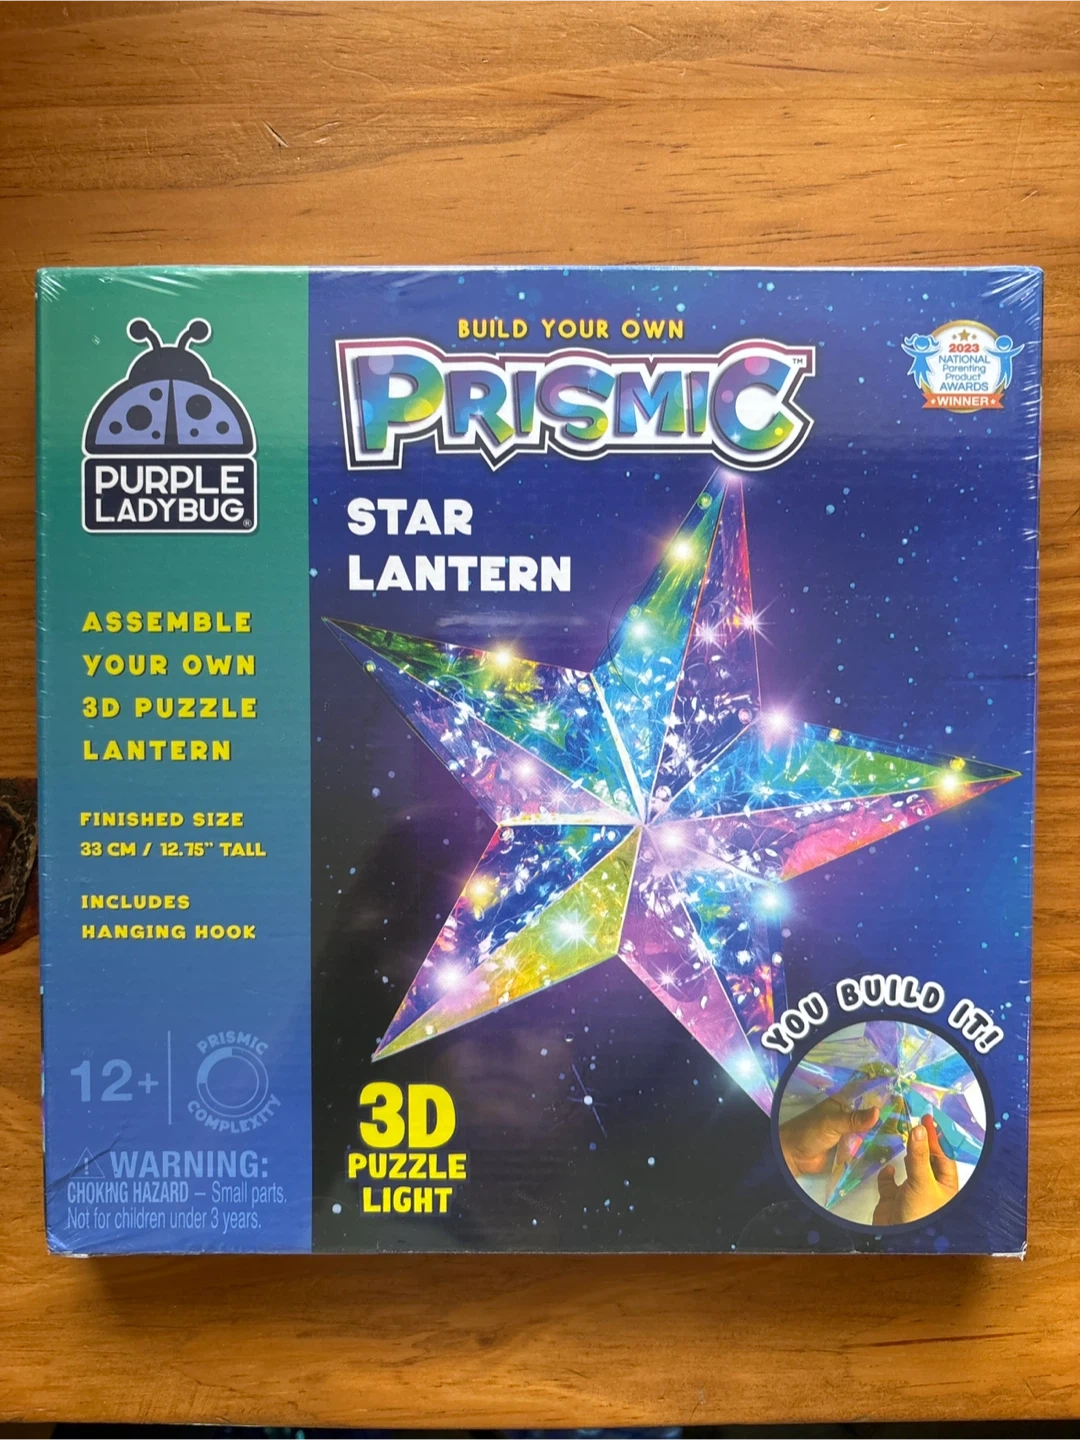 BUILD YOUR OWN
PRISMIC™
2023
NATIONAL
Parenting
Product
AWARDS
WINNER
PURPLE
LADYBUG®
STAR
LANTERN
ASSEMBLE
YOUR OWN
3D PUZZLE
LANTERN
FINISHED SIZE
33 CM / 12.75" TALL
INCLUDES
HANGING HOOK
YOU BUILD IT!
12+
PRISMIC
COMPLEXITY
3D
PUZZLE
LIGHT
⚠WARNING:
CHOKING HAZARD – Small parts.
Not for children under 3 years.